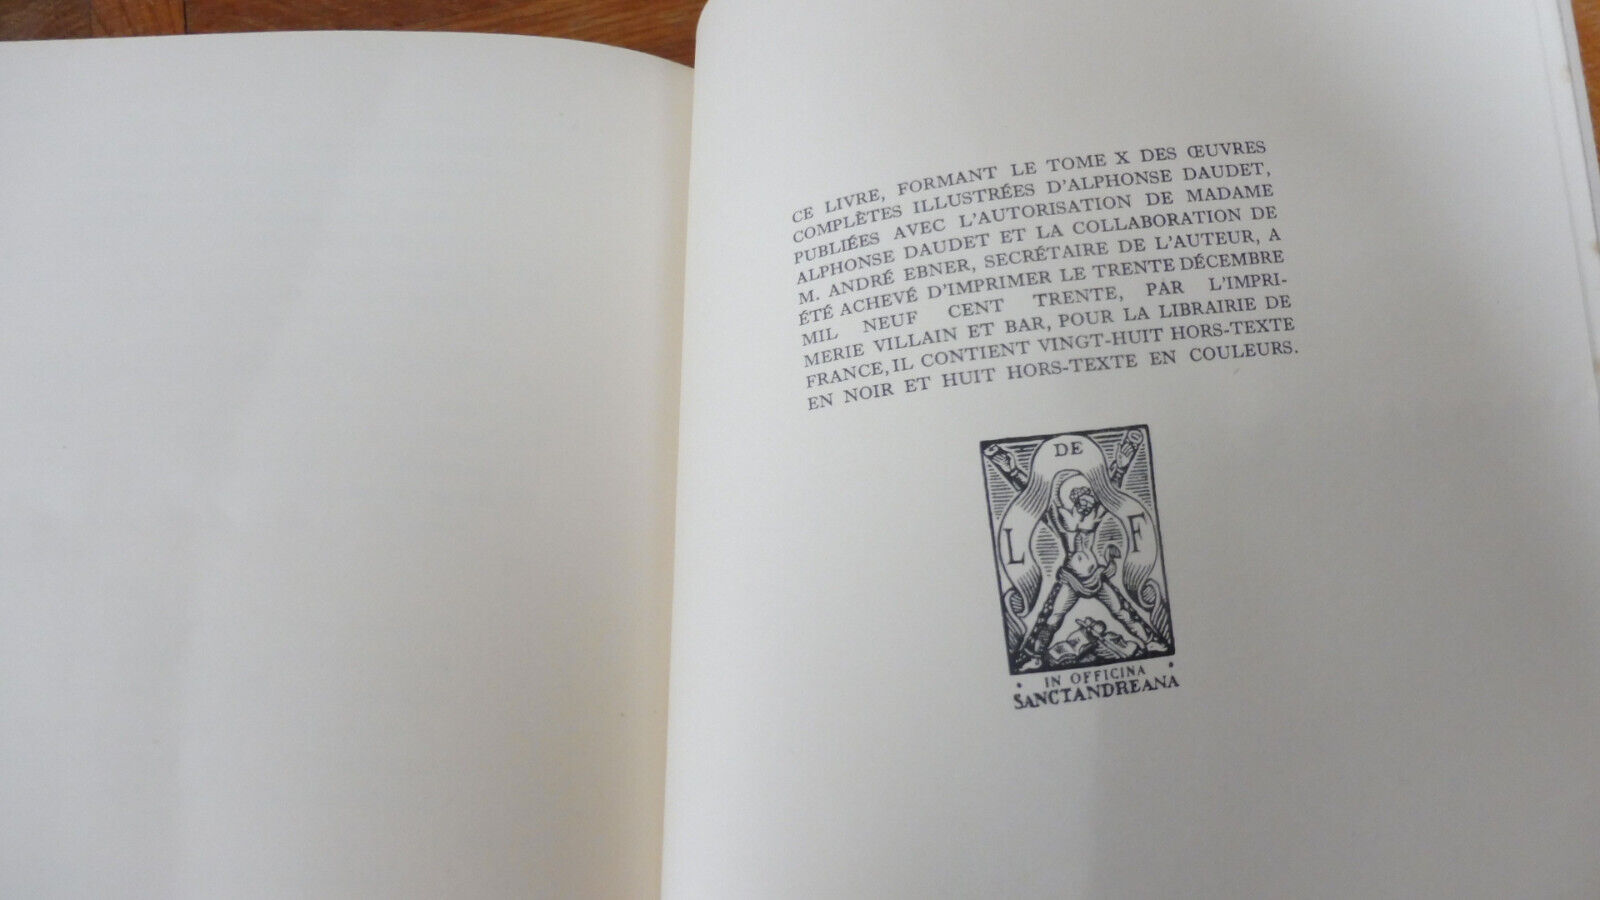 CE LIVRE, FORMANT LE TOME X DES ŒUVRES
COMPLÈTES ILLUSTRÉES D'ALPHONSE DAUDET,
PUBLIÉES AVEC L'AUTORISATION DE MADAME
ALPHONSE DAUDET ET LA COLLABORATION DE
M. ANDRÉ EBNER, SECRÉTAIRE DE L'AUTEUR, A
ÉTÉ ACHEVÉ D'IMPRIMER LE TRENTE DÉCEMBRE
MIL NEUF CENT TRENTE, PAR L'IMPRI-
MERIE VILLAIN ET BAR, POUR LA LIBRAIRIE DE
FRANCE, IL CONTIENT VINGT-HUIT HORS-TEXTE
EN NOIR ET HUIT HORS-TEXTE EN COULEURS.
DE
L F
• IN OFFICINA •
SANCTANDREANA